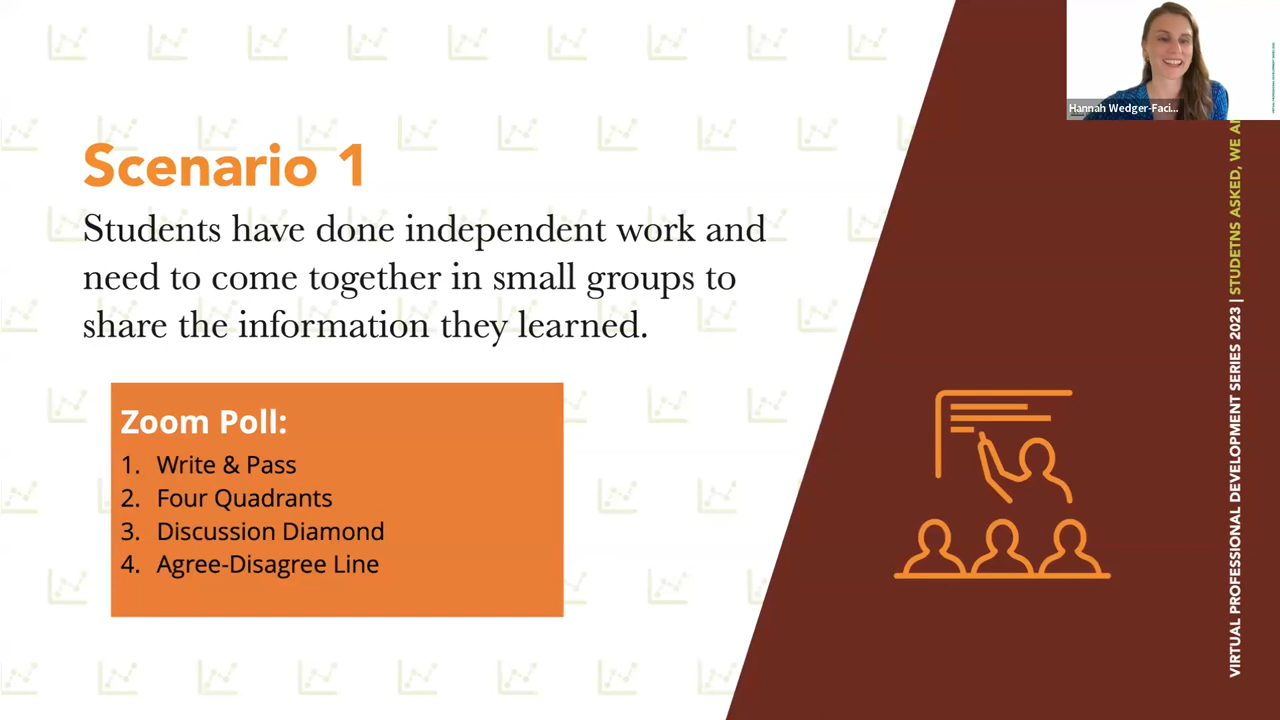 Hannah Wedger-Faci...
Scenario 1
Students have done independent work and
need to come together in small groups to
share the information they learned.
Zoom Poll:
1. Write & Pass
2. Four Quadrants
3. Discussion Diamond
4. Agree-Disagree Line
VIRTUAL PROFESSIONAL DEVELOPMENT SERIES 2023 | STUDETNS ASKED, WE